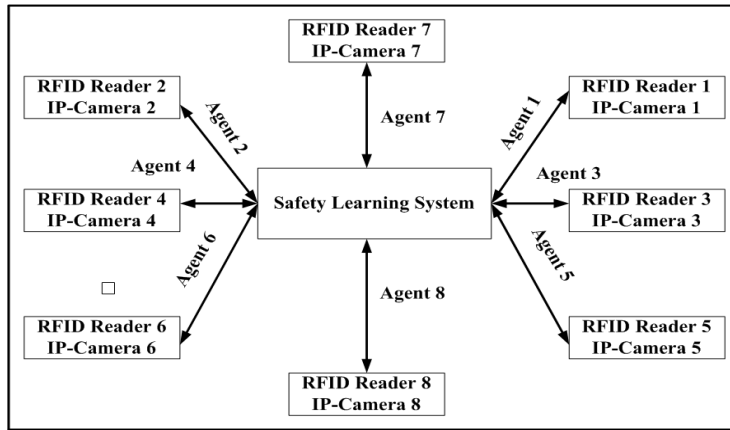 RFID Reader 7
IP-Camera 7
RFID Reader 2
IP-Camera 2
RFID Reader 1
IP-Camera 1
Agent 2
Agent 7
Agent 1
Agent 4
Agent 3
RFID Reader 4
IP-Camera 4
Safety Learning System
RFID Reader 3
IP-Camera 3
Agent 6
Agent 5
Agent 8
RFID Reader 6
IP-Camera 6
RFID Reader 5
IP-Camera 5
RFID Reader 8
IP-Camera 8